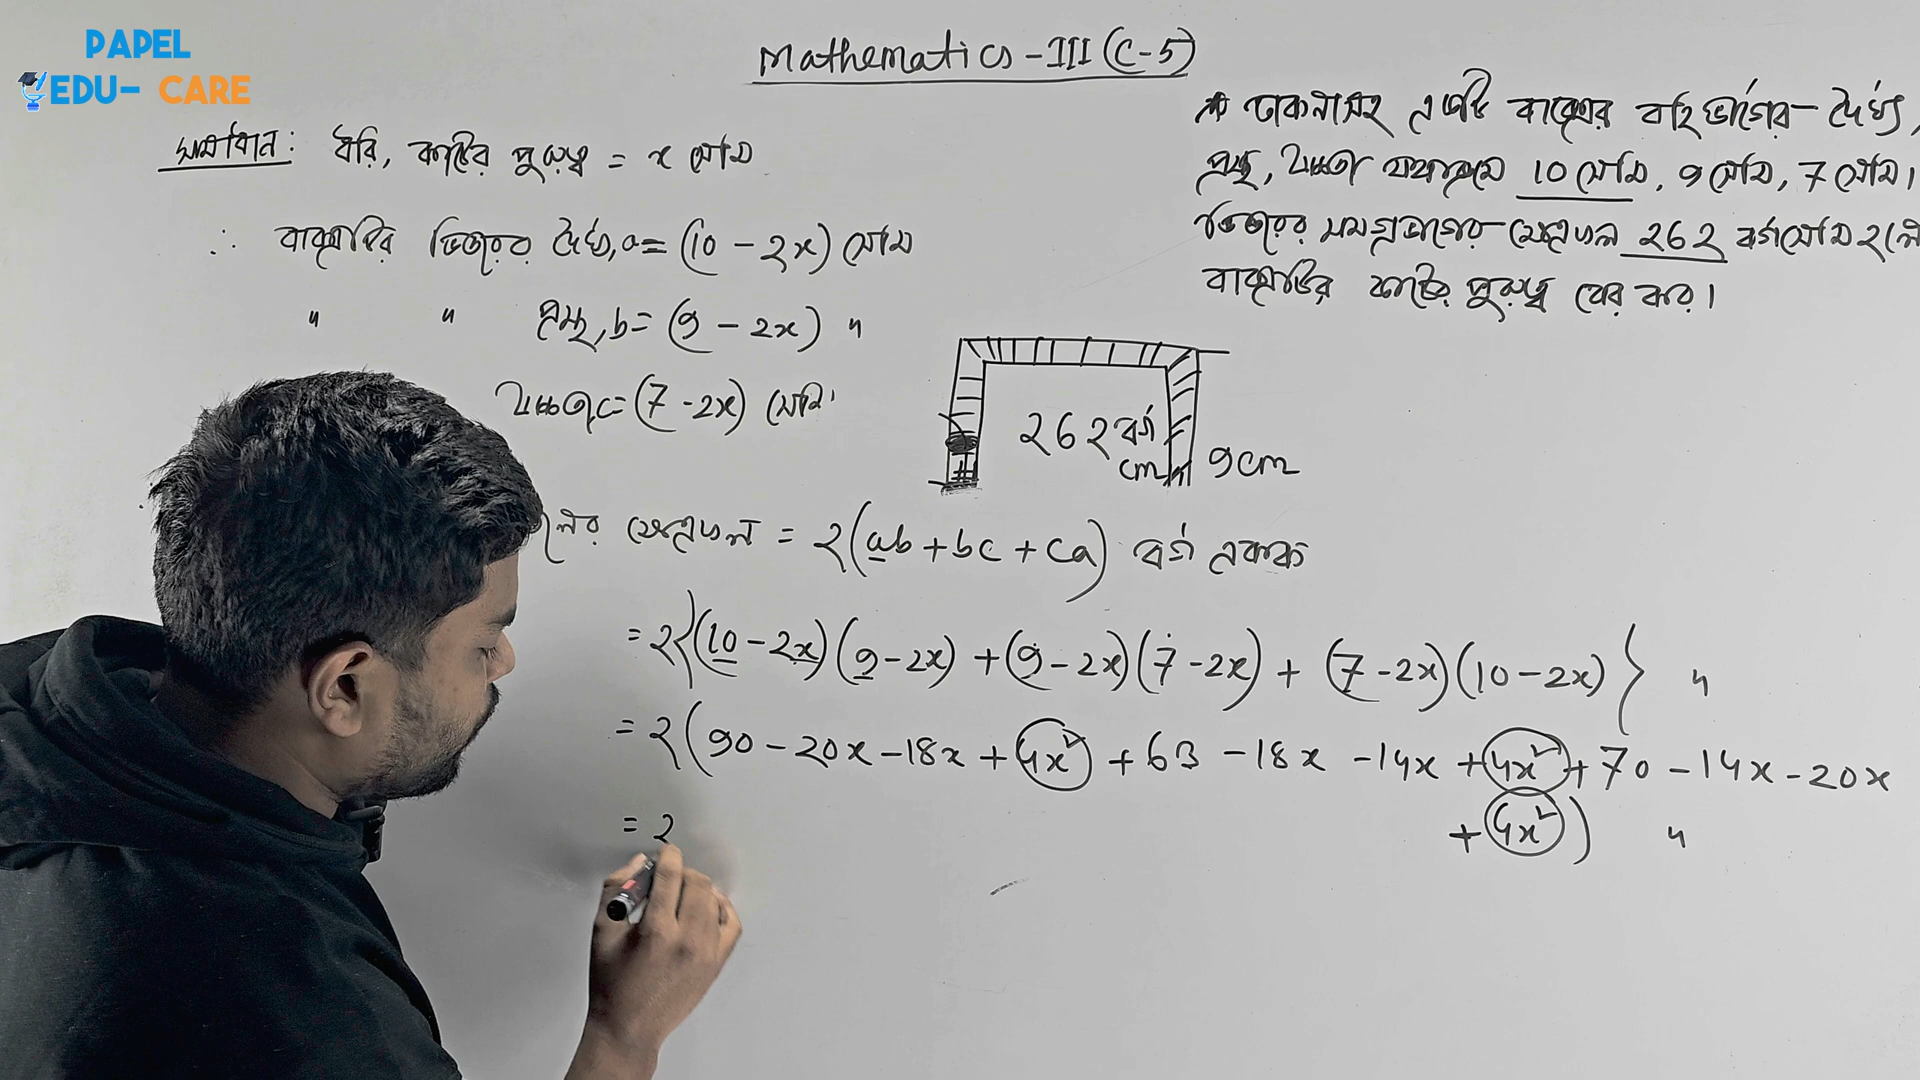 PAPEL
EDU- CARE
Mathematics - III (C-5)
* ঢাকনাসহ একটি বাক্সের বহির্ভাগের দৈর্ঘ্য,
প্রস্থ, উচ্চতা যথাক্রমে 10 সেমি, 9 সেমি, 7 সেমি।
ভিতরের সমগ্রভাগের ক্ষেত্রফল 262 বর্গসেমি হলে
বাক্সটির কাঠের পুরুত্ব বের কর।
সমাধান: ধরি, কাঠের পুরুত্ব = x সেমি
∴ বাক্সটির ভিতরের দৈর্ঘ্য, a = (10 - 2x) সেমি
" " প্রস্থ, b = (9 - 2x) "
উচ্চতা, c = (7 - 2x) সেমি।
262 বর্গ
cm
9cm
ক্ষেত্রফল = 2(ab + bc + ca) বর্গ একক
= 2{(10 - 2x)(9 - 2x) + (9 - 2x)(7 - 2x) + (7 - 2x)(10 - 2x)} "
= 2(90 - 20x - 18x + 4x² + 63 - 18x - 14x + 4x² + 70 - 14x - 20x
+ 4x²) "
= 2